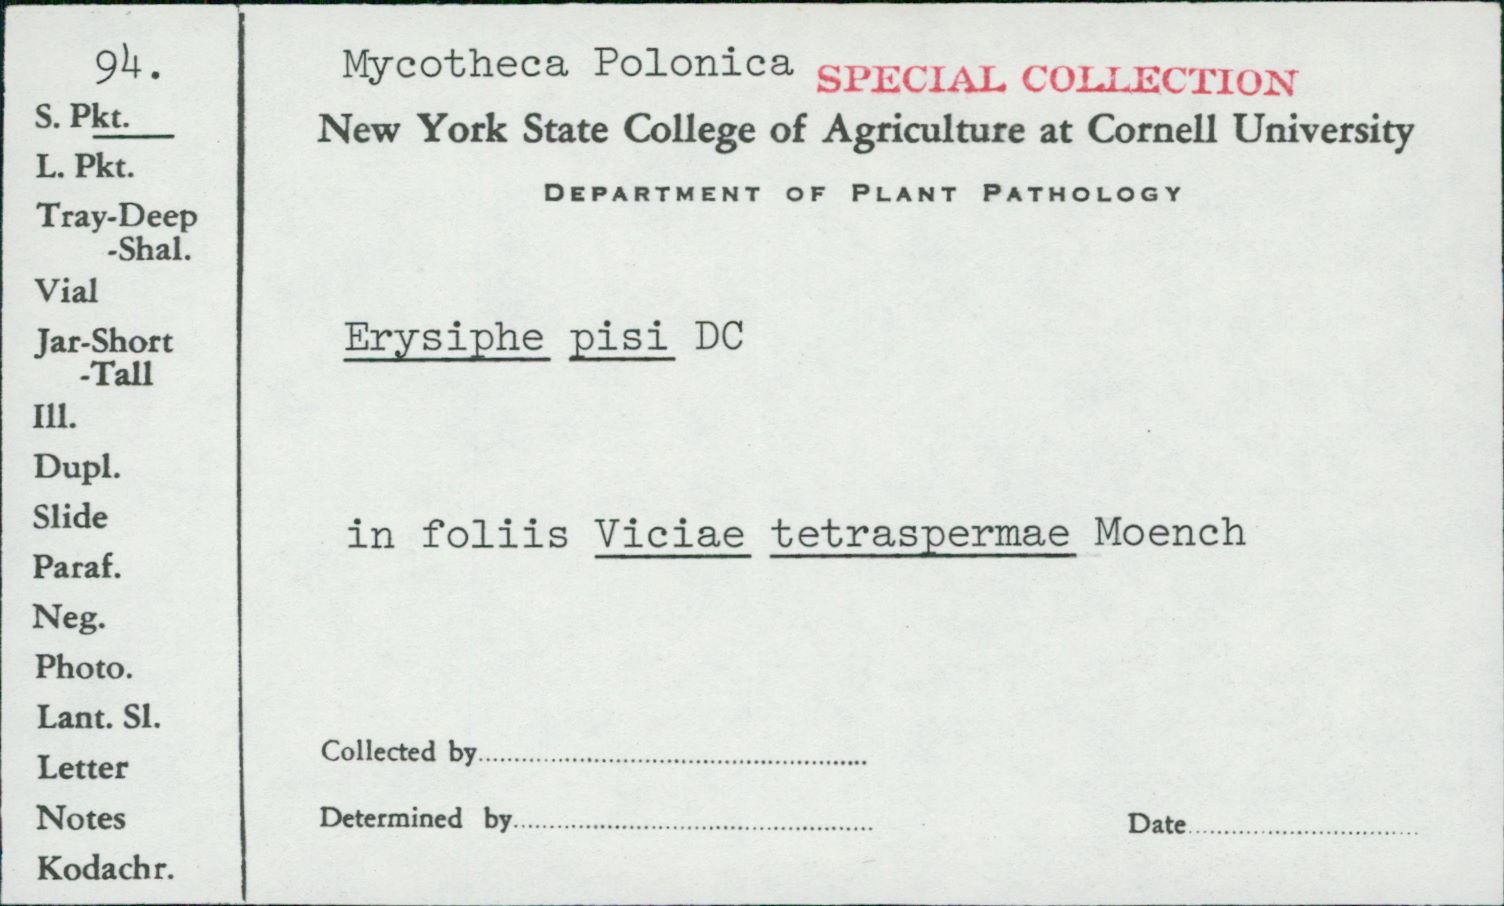 94.
S. Pkt.
L. Pkt.
Tray-Deep
-Shal.
Vial
Jar-Short
-Tall
Ill.
Dupl.
Slide
Paraf.
Neg.
Photo.
Lant. Sl.
Letter
Notes
Kodachr.
Mycotheca Polonica SPECIAL COLLECTION
New York State College of Agriculture at Cornell University
DEPARTMENT OF PLANT PATHOLOGY
Erysiphe pisi DC
in foliis Viciae tetraspermae Moench
Collected by
Determined by
Date